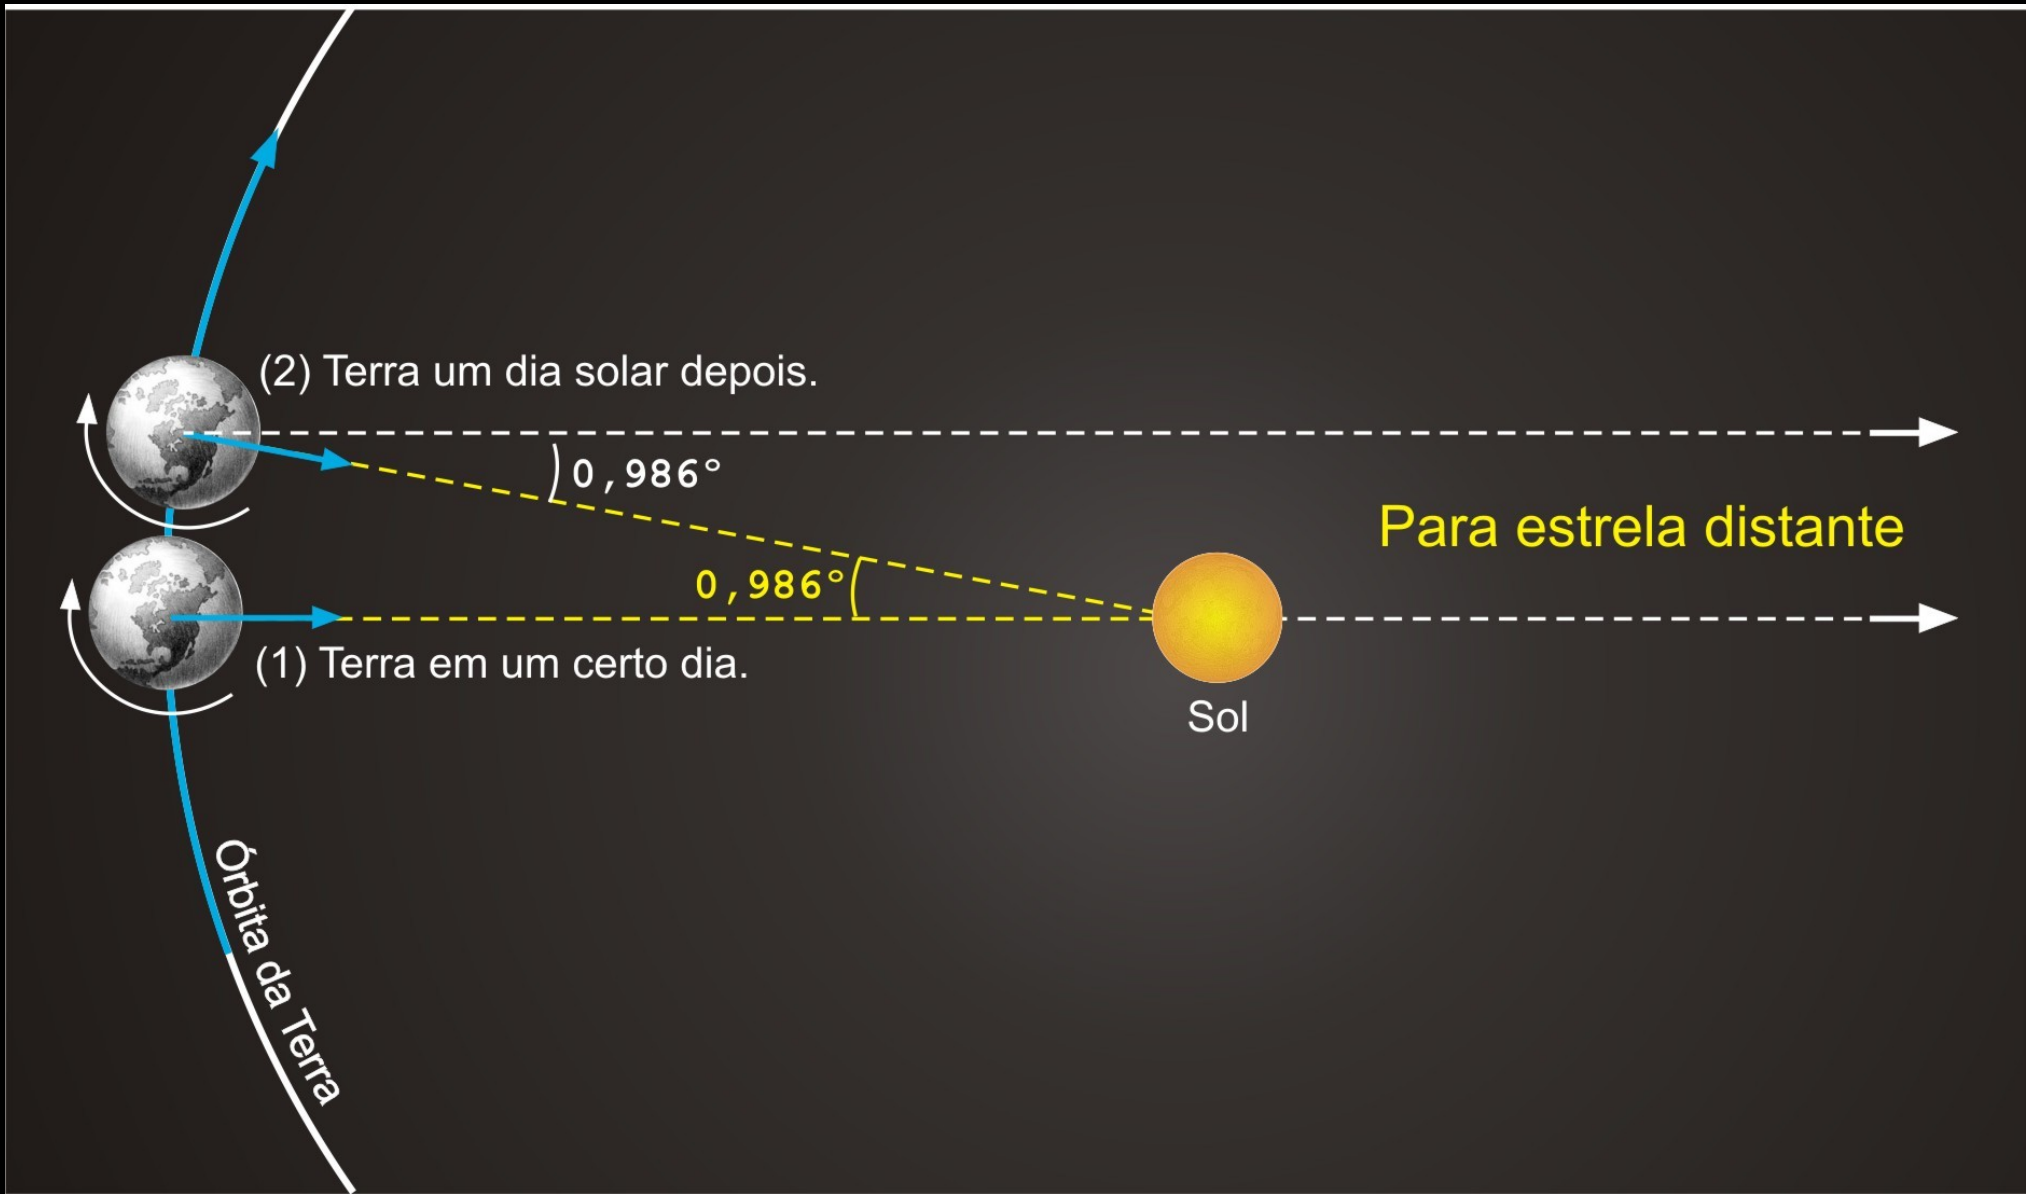 (2) Terra um dia solar depois.
0,986°
Para estrela distante
0,986°
(1) Terra em um certo dia.
Sol
Órbita da Terra